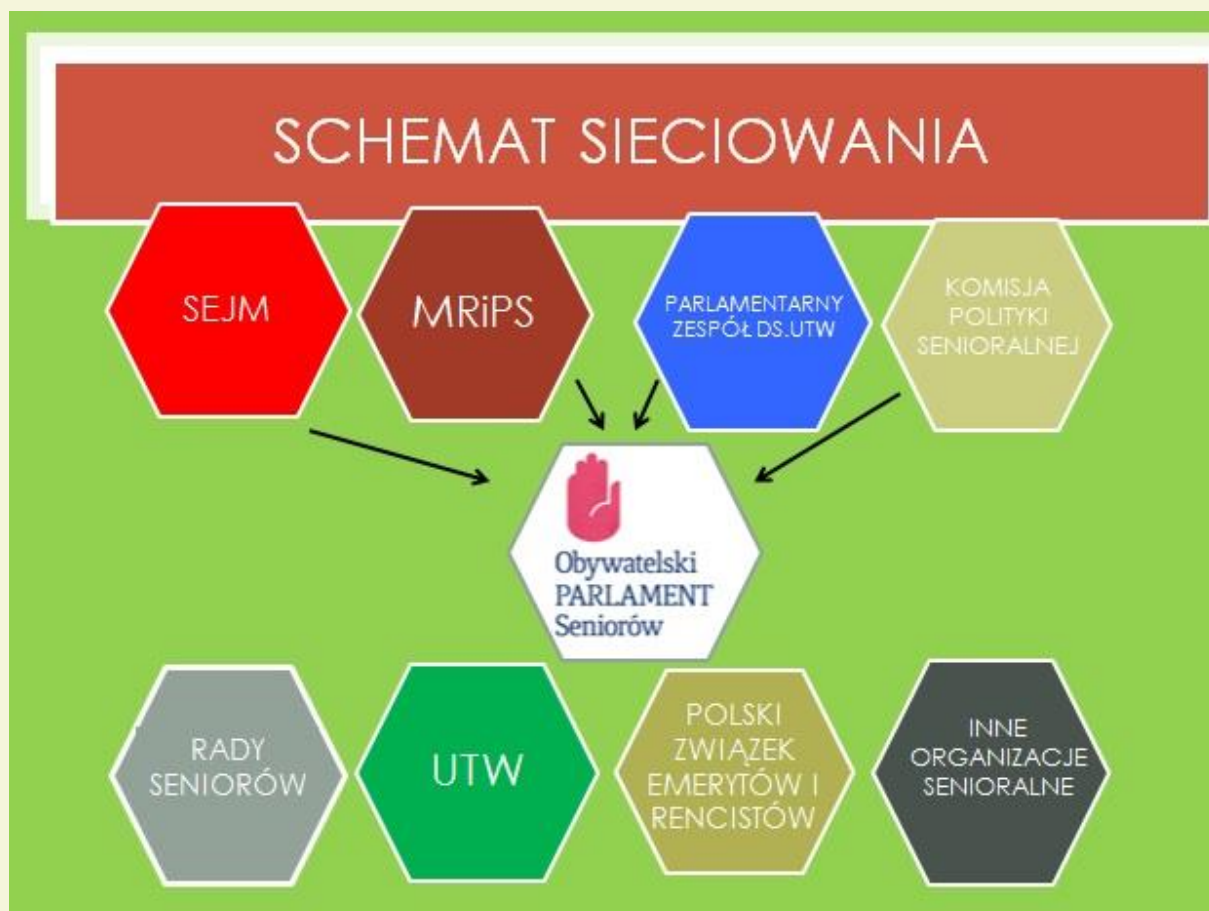 SCHEMAT SIECIOWANIA
SEJM
MRiPS
PARLAMENTARNY
ZESPÓŁ DS.UTW
KOMISJA
POLITYKI
SENIORALNEJ
Obywatelski
PARLAMENT
Seniorów
RADY
SENIORÓW
UTW
POLSKI
ZWIĄZEK
EMERYTÓW I
RENCISTÓW
INNE
ORGANIZACJE
SENIORALNE